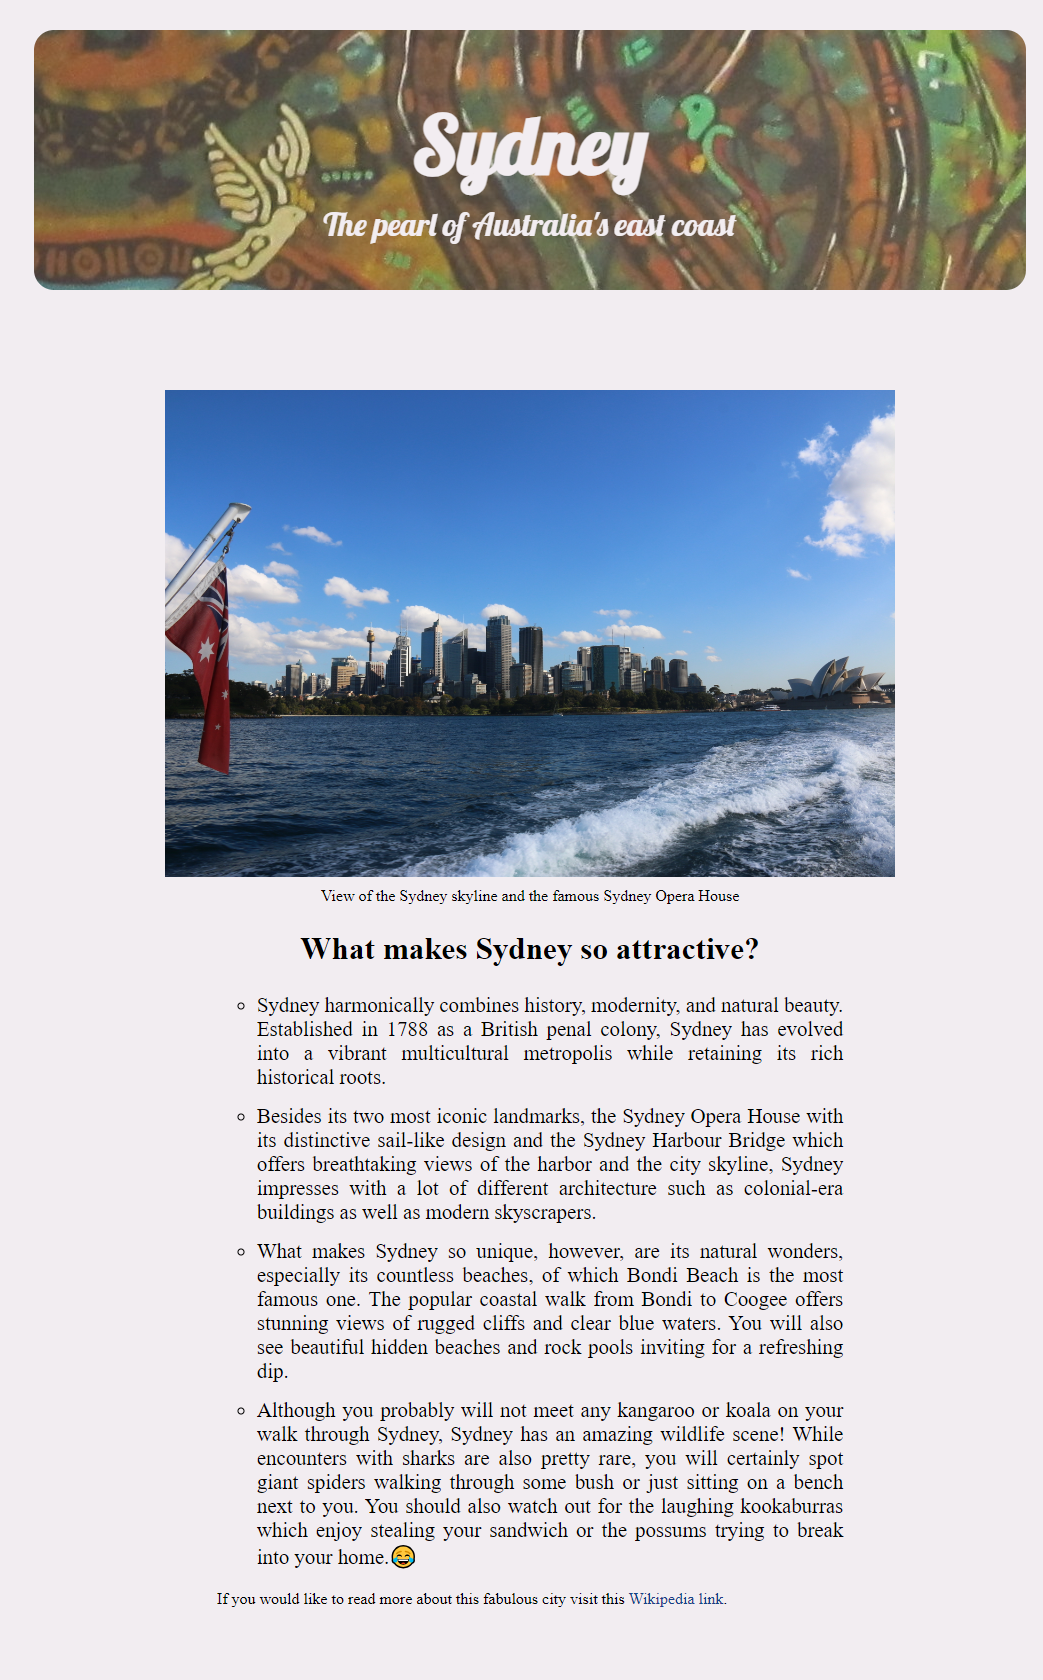 Sydney
The pearl of Australia's east coast
View of the Sydney skyline and the famous Sydney Opera House
What makes Sydney so attractive?
Sydney harmonically combines history, modernity, and natural beauty.
Established in 1788 as a British penal colony, Sydney has evolved
into a vibrant multicultural metropolis while retaining its rich
historical roots.
Besides its two most iconic landmarks, the Sydney Opera House with
its distinctive sail-like design and the Sydney Harbour Bridge which
offers breathtaking views of the harbor and the city skyline, Sydney
impresses with a lot of different architecture such as colonial-era
buildings as well as modern skyscrapers.
What makes Sydney so unique, however, are its natural wonders,
especially its countless beaches, of which Bondi Beach is the most
famous one. The popular coastal walk from Bondi to Coogee offers
stunning views of rugged cliffs and clear blue waters. You will also
see beautiful hidden beaches and rock pools inviting for a refreshing
dip.
Although you probably will not meet any kangaroo or koala on your
walk through Sydney, Sydney has an amazing wildlife scene! While
encounters with sharks are also pretty rare, you will certainly spot
giant spiders walking through some bush or just sitting on a bench
next to you. You should also watch out for the laughing kookaburras
which enjoy stealing your sandwich or the possums trying to break
into your home.😂
If you would like to read more about this fabulous city visit this Wikipedia link.